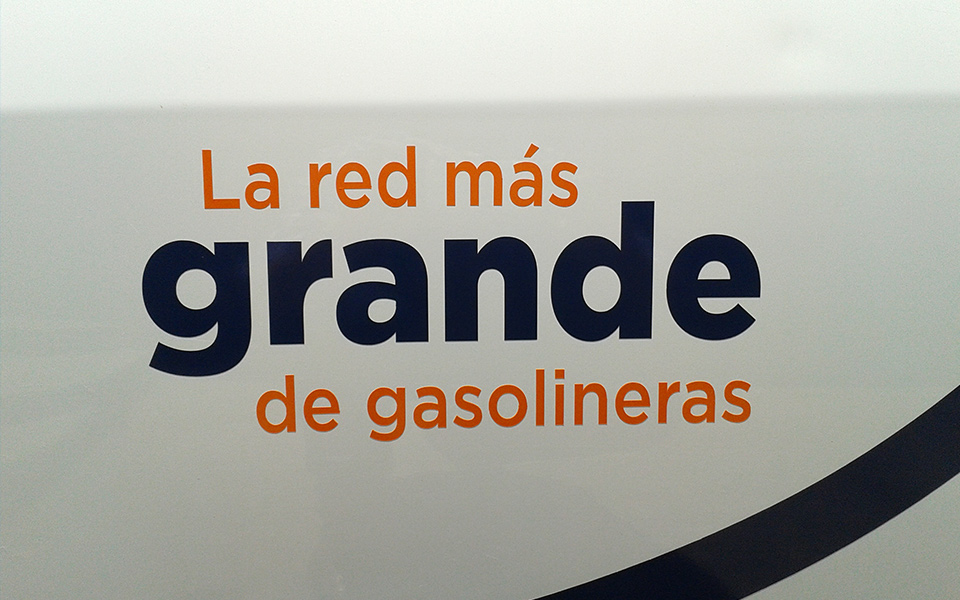 La red más
grande
de gasolineras